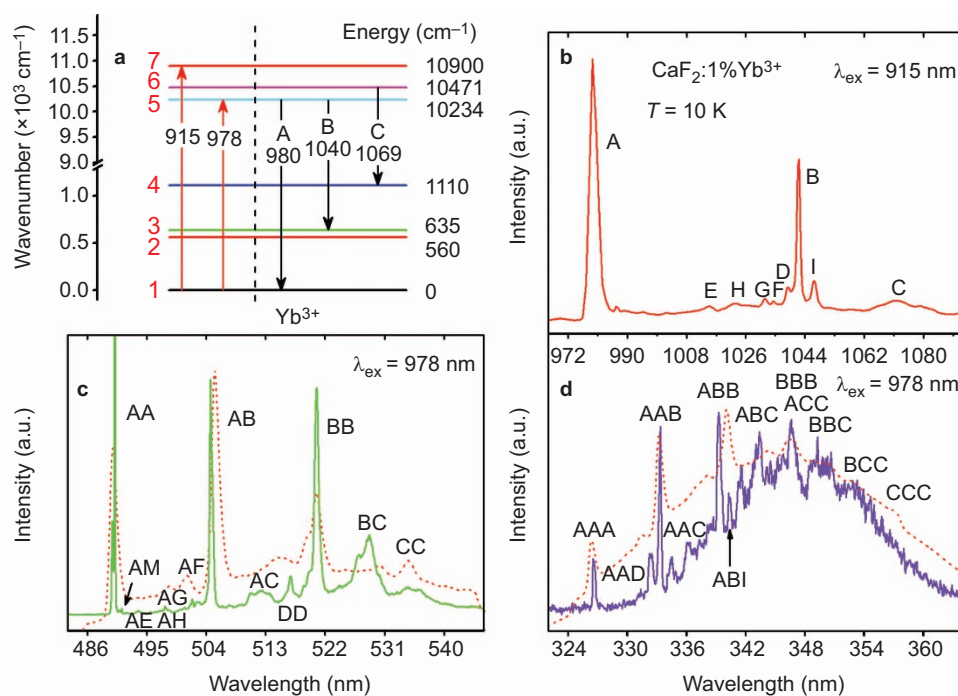 a
Energy (cm⁻¹)
Wavenumber (×10³ cm⁻¹)
11.5
11.0
10.5
10.0
9.5
9.0
1.0
0.5
0.0
7
6
5
4
3
2
1
915
978
A
980
B
1040
C
1069
10900
10471
10234
1110
635
560
0
Yb³⁺
b
CaF₂:1%Yb³⁺
λex = 915 nm
T = 10 K
Intensity (a.u.)
A
B
C
D
E
H
G
F
I
972 990 1008 1026 1044 1062 1080
c
λex = 978 nm
Intensity (a.u.)
AA
AB
BB
AM
AF
AG
AE
AH
AC
DD
BC
CC
486 495 504 513 522 531 540
Wavelength (nm)
d
λex = 978 nm
Intensity (a.u.)
AAA
AAB
AAD
AAC
ABB
ABI
ABC
BBB
ACC
BBC
BCC
CCC
324 330 336 342 348 354 360
Wavelength (nm)